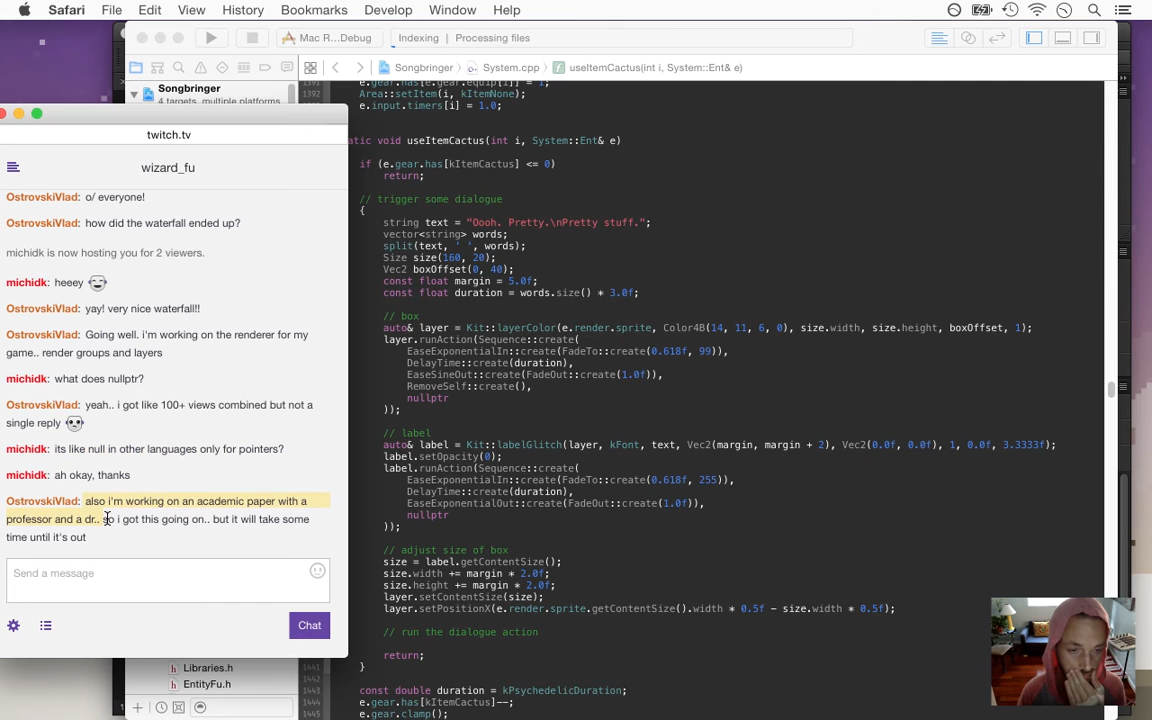 Safari File Edit View History Bookmarks Develop Window Help
Mac R...Debug Indexing | Processing files
Songbringer System.cpp useItemCactus(int i, System::Ent& e)
Songbringer
4 targets, multiple platforms
twitch.tv
wizard_fu
OstrovskiVlad: o/ everyone!
OstrovskiVlad: how did the waterfall ended up?
michidk is now hosting you for 2 viewers.
michidk: heeey
OstrovskiVlad: yay! very nice waterfall!!
OstrovskiVlad: Going well. i'm working on the renderer for my
game.. render groups and layers
michidk: what does nullptr?
OstrovskiVlad: yeah.. i got like 100+ views combined but not a
single reply
michidk: its like null in other languages only for pointers?
michidk: ah okay, thanks
OstrovskiVlad: also i'm working on an academic paper with a
professor and a dr.. so i got this going on.. but it will take some
time until it's out
Send a message
Chat
Libraries.h
EntityFu.h
1392 Area::setItem(i, kItemNone);
e.input.timers[i] = 1.0;
atic void useItemCactus(int i, System::Ent& e)
if (e.gear.has[kItemCactus] <= 0)
return;
// trigger some dialogue
{
string text = "Oooh. Pretty.\nPretty stuff.";
vector<string> words;
split(text, ' ', words);
Size size(160, 20);
Vec2 boxOffset(0, 40);
const float margin = 5.0f;
const float duration = words.size() * 3.0f;
// box
auto& layer = Kit::layerColor(e.render.sprite, Color4B(14, 11, 6, 0), size.width, size.height, boxOffset, 1);
layer.runAction(Sequence::create(
EaseExponentialIn::create(FadeTo::create(0.618f, 99)),
DelayTime::create(duration),
EaseSineOut::create(FadeOut::create(1.0f)),
RemoveSelf::create(),
nullptr
));
// label
auto& label = Kit::labelGlitch(layer, kFont, text, Vec2(margin, margin + 2), Vec2(0.0f, 0.0f), 1, 0.0f, 3.3333f);
label.setOpacity(0);
label.runAction(Sequence::create(
EaseExponentialIn::create(FadeTo::create(0.618f, 255)),
DelayTime::create(duration),
EaseExponentialOut::create(FadeOut::create(1.0f)),
nullptr
));
// adjust size of box
size = label.getContentSize();
size.width += margin * 2.0f;
size.height += margin * 2.0f;
layer.setContentSize(size);
layer.setPositionX(e.render.sprite.getContentSize().width * 0.5f - size.width * 0.5f);
// run the dialogue action
return;
1441 }
1442
1443 const double duration = kPsychedelicDuration;
1444 e.gear.has[kItemCactus]--;
1445 e.gear.clamp();